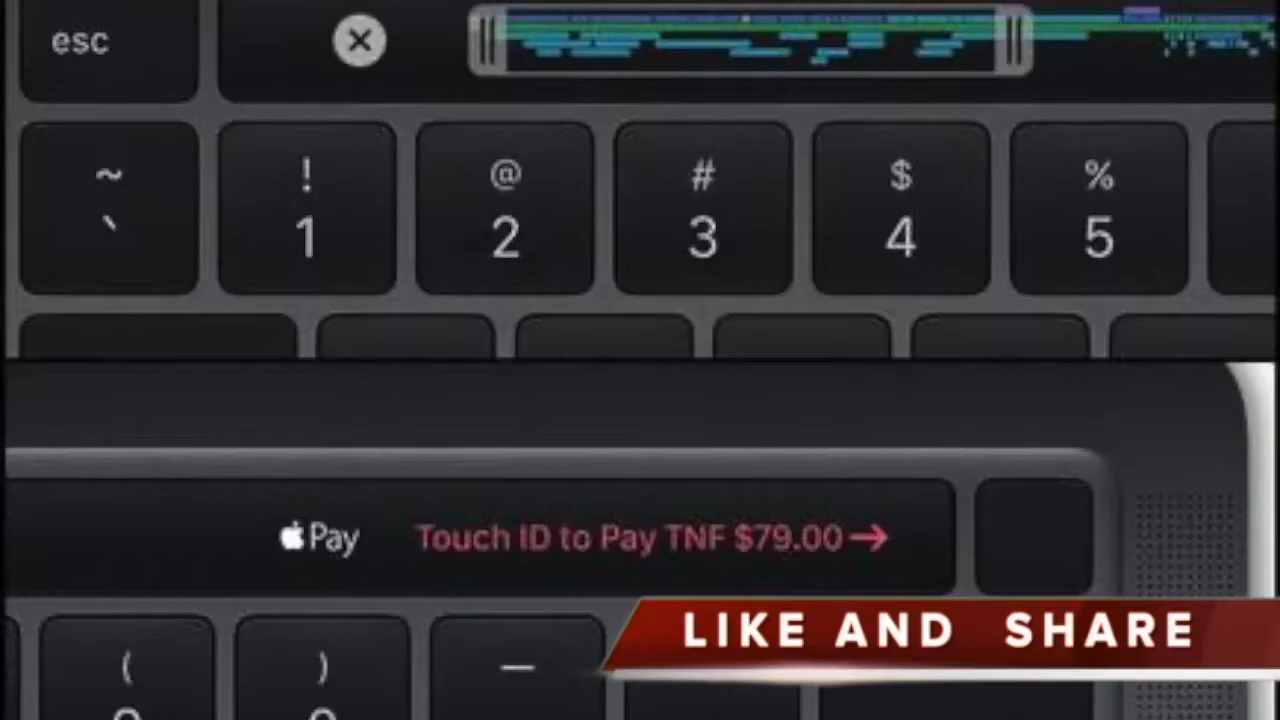 esc
~ ! @ # $ %
` 1 2 3 4 5
Pay Touch ID to Pay TNF $79.00→
LIKE AND SHARE
( ) —